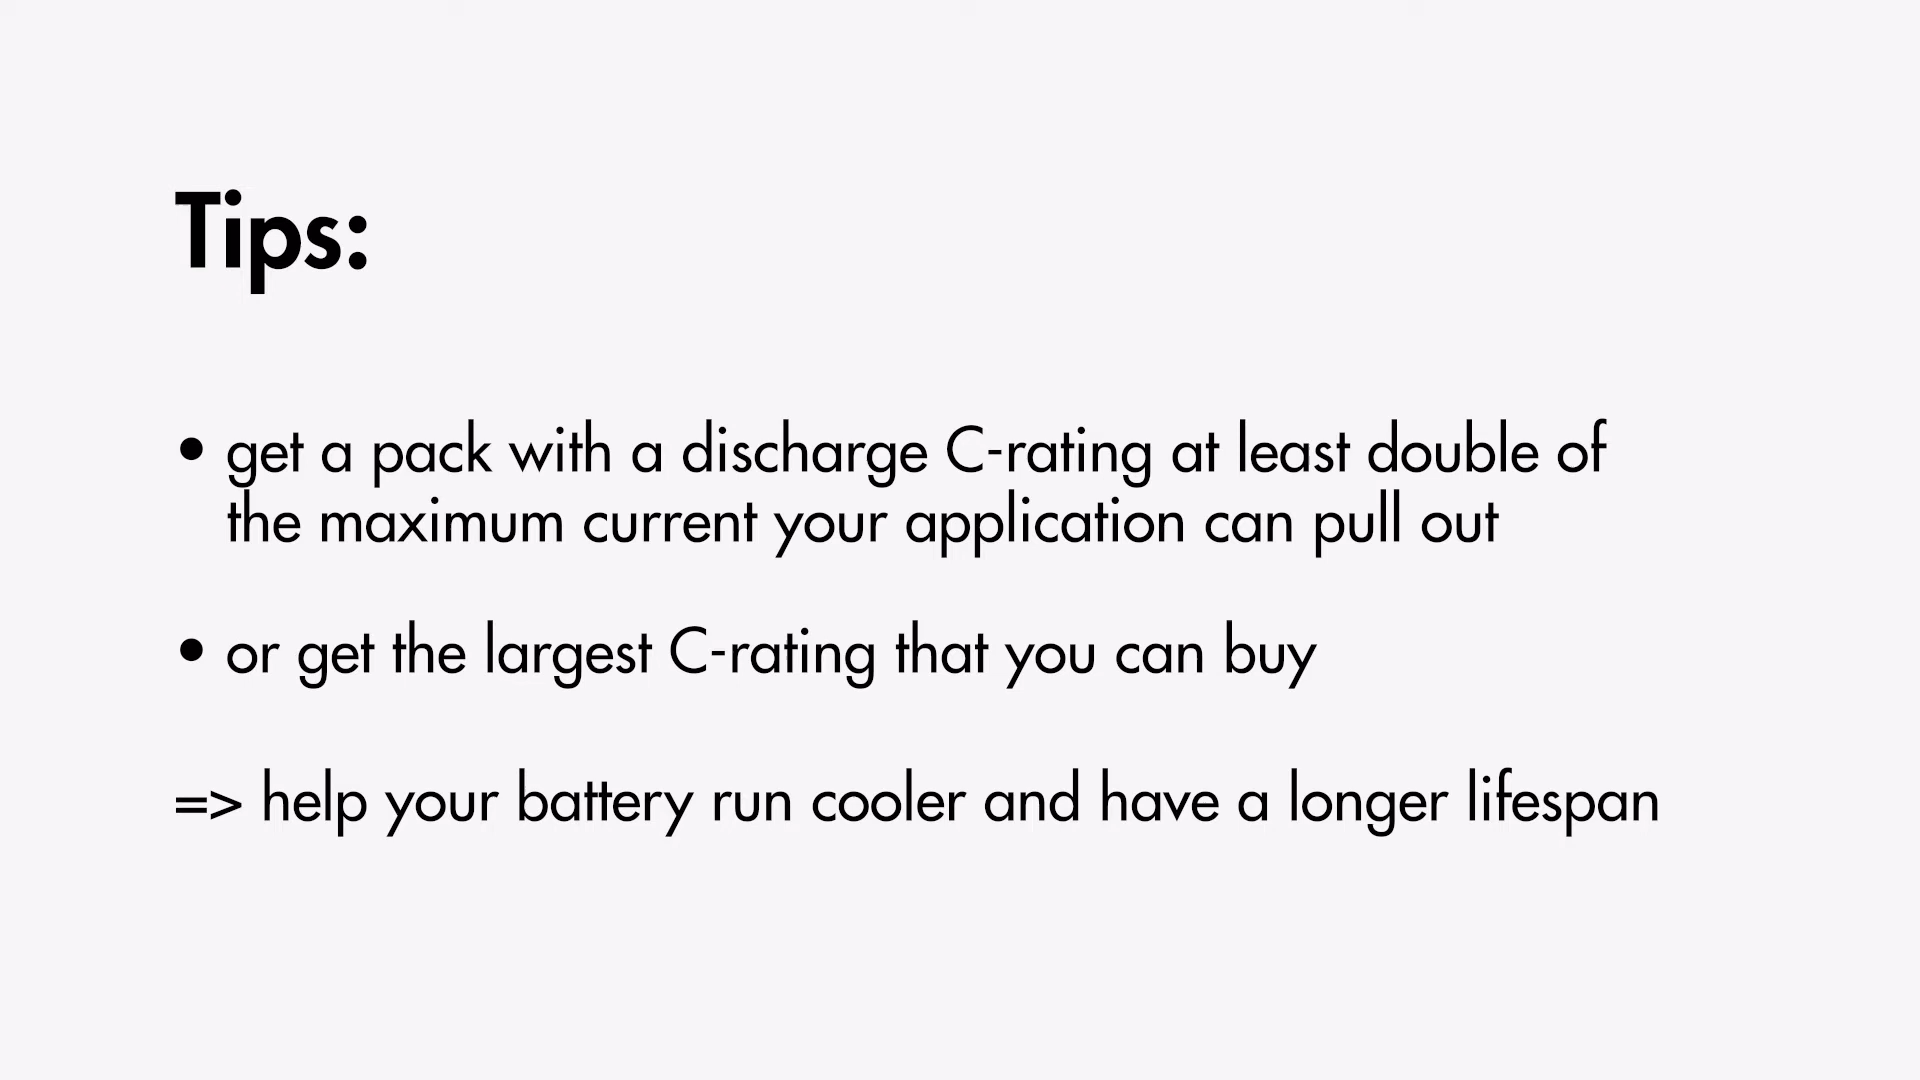 Tips:
• get a pack with a discharge C-rating at least double of
the maximum current your application can pull out
• or get the largest C-rating that you can buy
=> help your battery run cooler and have a longer lifespan